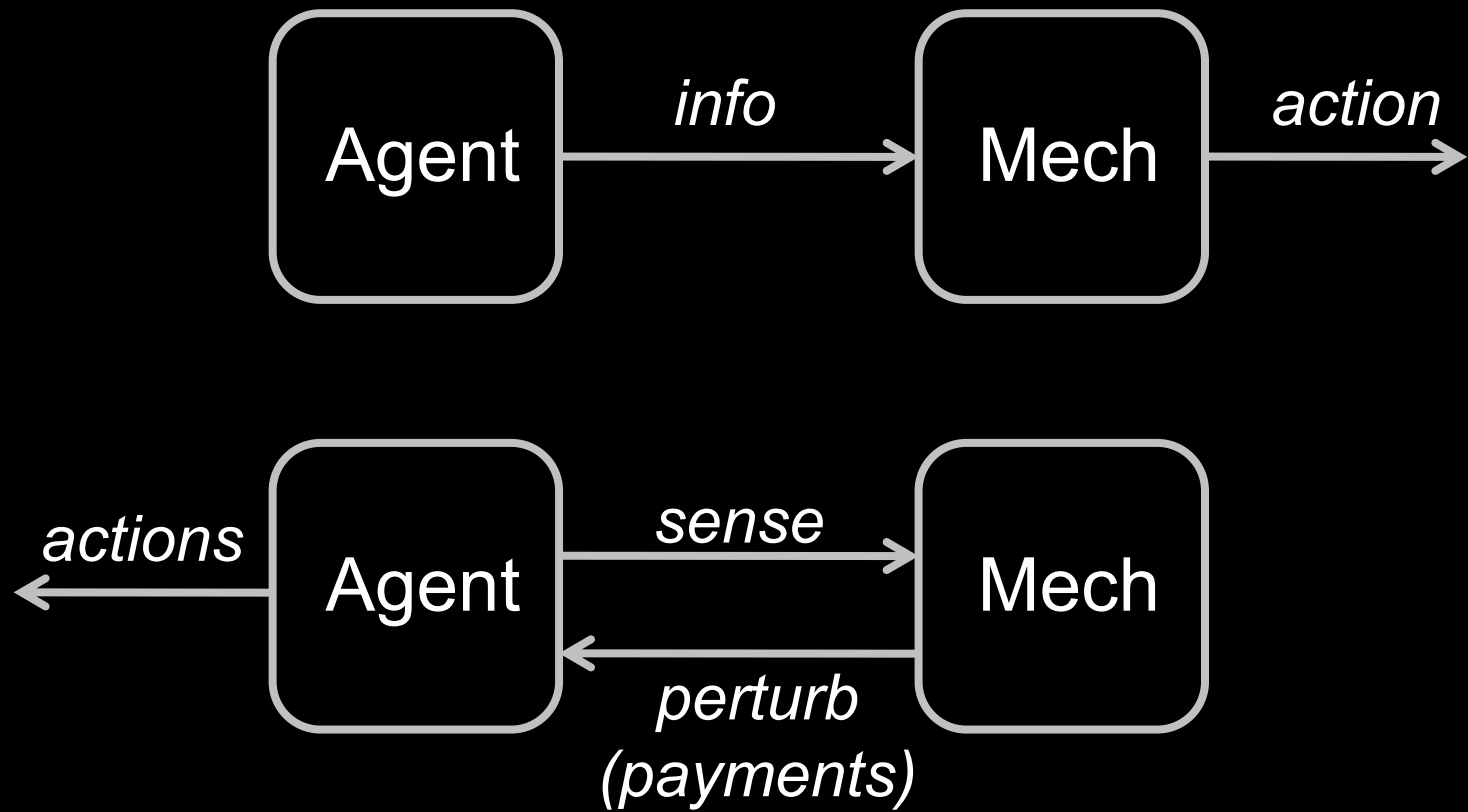 Agent
info
Mech
action
actions
Agent
sense
Mech
perturb
(payments)